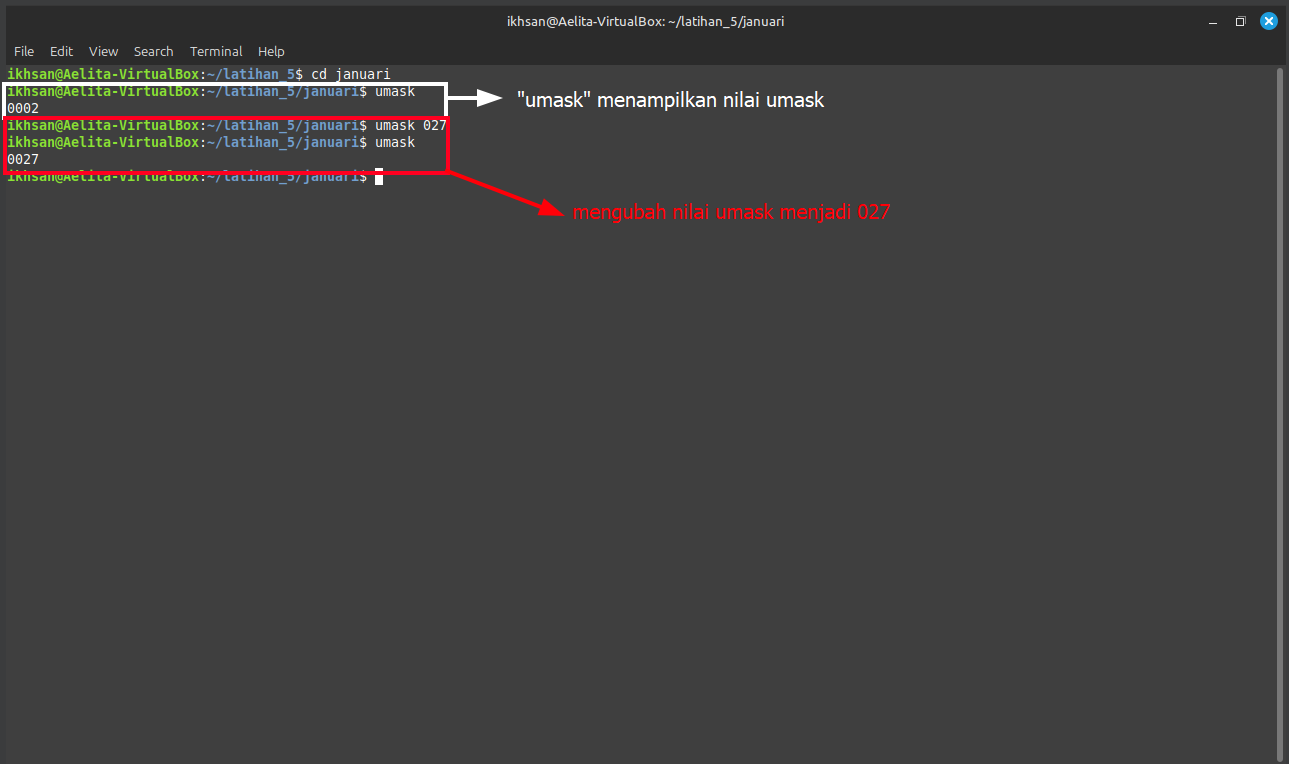 ikhsan@Aelita-VirtualBox: ~/latihan_5/januari
File Edit View Search Terminal Help
ikhsan@Aelita-VirtualBox:~/latihan_5$ cd januari
ikhsan@Aelita-VirtualBox:~/latihan_5/januari$ umask
0002
"umask" menampilkan nilai umask
ikhsan@Aelita-VirtualBox:~/latihan_5/januari$ umask 027
ikhsan@Aelita-VirtualBox:~/latihan_5/januari$ umask
0027
ikhsan@Aelita-VirtualBox:~/latihan_5/januari$
mengubah nilai umask menjadi 027